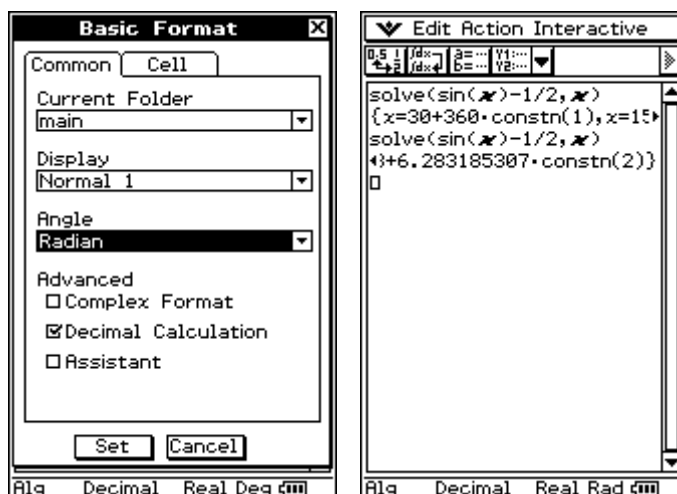 Basic Format
Common Cell
Current Folder
main
Display
Normal 1
Angle
Radian
Advanced
Complex Format
Decimal Calculation
Assistant
Set Cancel
Alg Decimal Real Deg
Edit Action Interactive
solve(sin(x)-1/2,x)
{x=30+360·constn(1),x=15
solve(sin(x)-1/2,x)
+6.283185307·constn(2)}
Alg Decimal Real Rad